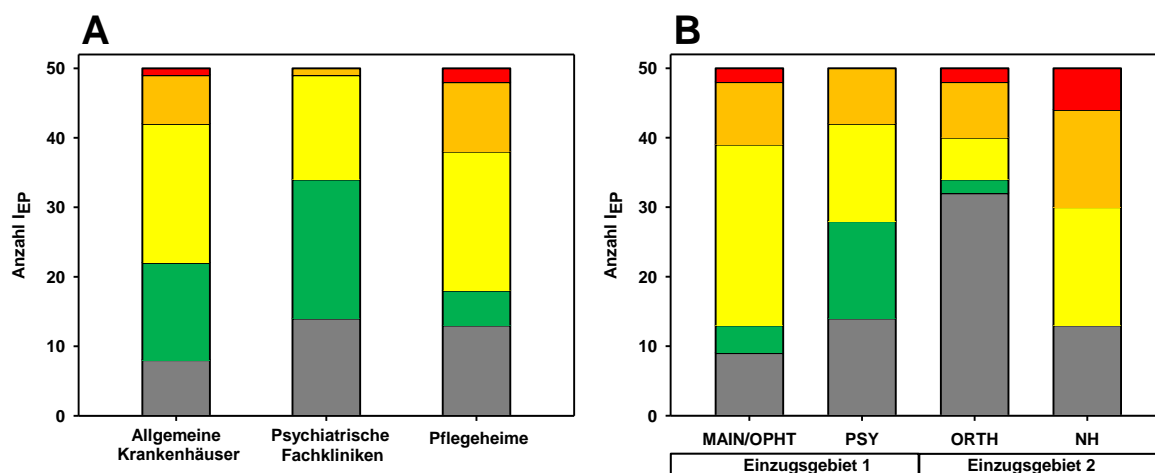 A
50
40
30
20
10
0
Anzahl IEP
Allgemeine
Krankenhäuser
Psychiatrische
Fachkliniken
Pflegeheime
B
50
40
30
20
10
0
Anzahl IEP
MAIN/OPHT PSY ORTH NH
Einzugsgebiet 1 Einzugsgebiet 2